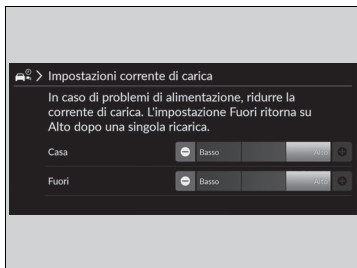 Impostazioni corrente di carica
In caso di problemi di alimentazione, ridurre la
corrente di carica. L'impostazione Fuori ritorna su
Alto dopo una singola ricarica.
Casa Basso Alto
Fuori Basso Alto